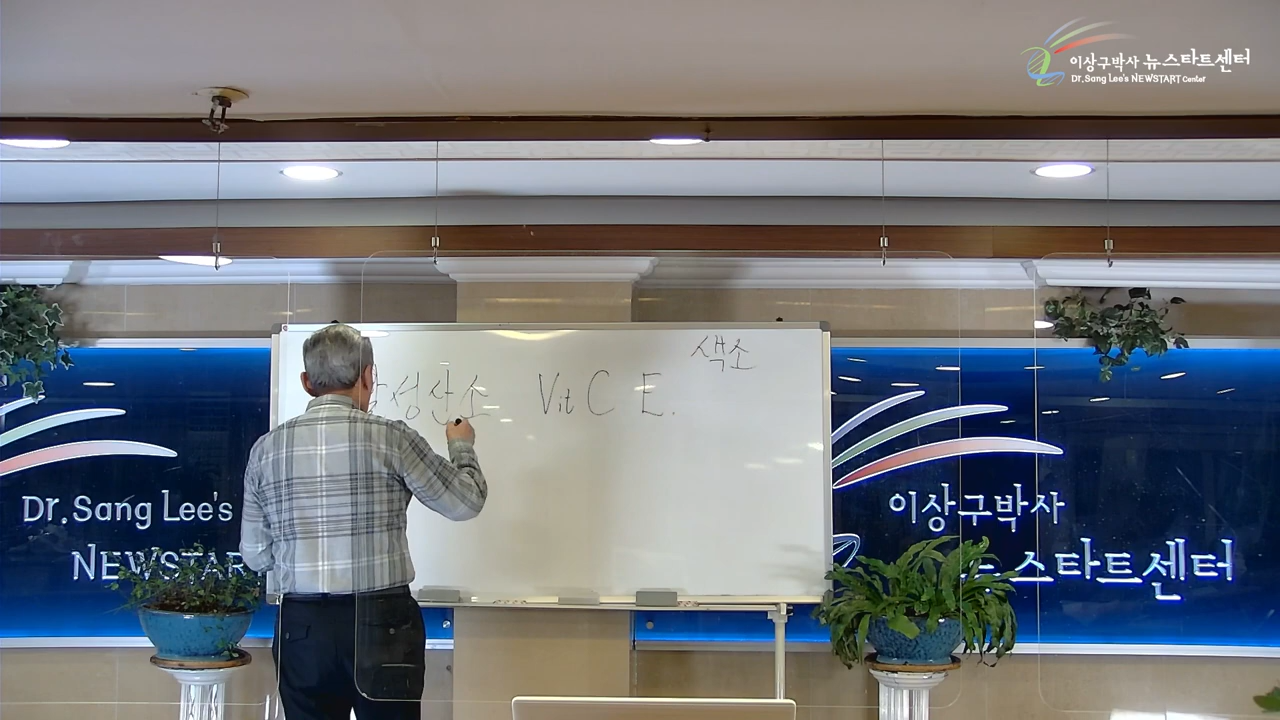 이상구박사 뉴스타트센터
Dr. Sang Lee's NEWSTART Center
색소
성산소 Vit C E.
Dr. Sang Lee's
NEWSTAR
이상구박사
뉴스타트센터